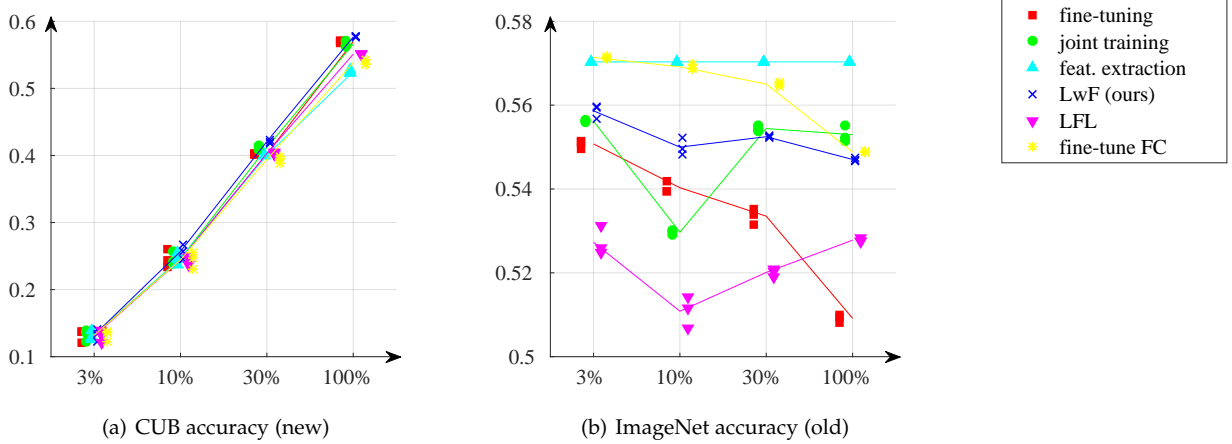 0.6
0.5
0.4
0.3
0.2
0.1
3%
10%
30%
100%
(a) CUB accuracy (new)
0.58
0.56
0.54
0.52
0.5
3%
10%
30%
100%
(b) ImageNet accuracy (old)
fine-tuning
joint training
feat. extraction
LwF (ours)
LFL
fine-tune FC